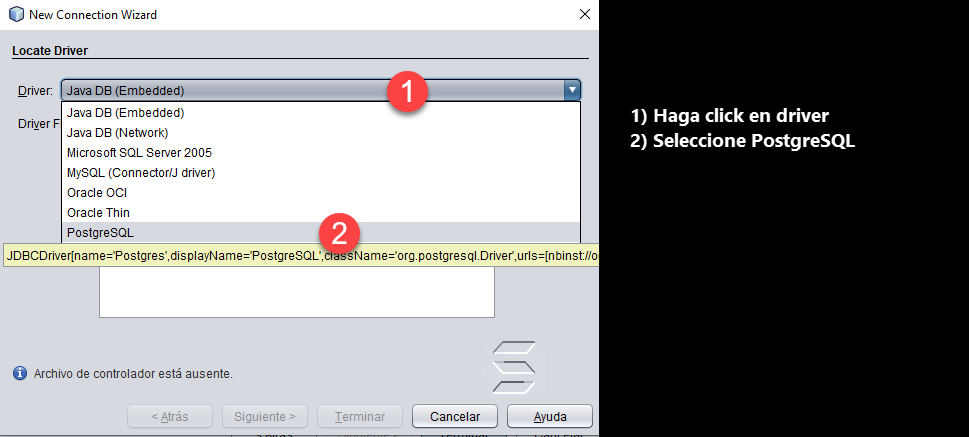 New Connection Wizard
Locate Driver
Driver: Java DB (Embedded)
1
Java DB (Embedded)
Driver F
Java DB (Network)
Microsoft SQL Server 2005
MySQL (Connector/J driver)
Oracle OCI
Oracle Thin
PostgreSQL
2
JDBCDriver[name='Postgres',displayName='PostgreSQL',className='org.postgresql.Driver',urls=[nbinst://o
Archivo de controlador está ausente.
< Atrás Siguiente > Terminar Cancelar Ayuda
1) Haga click en driver
2) Seleccione PostgreSQL